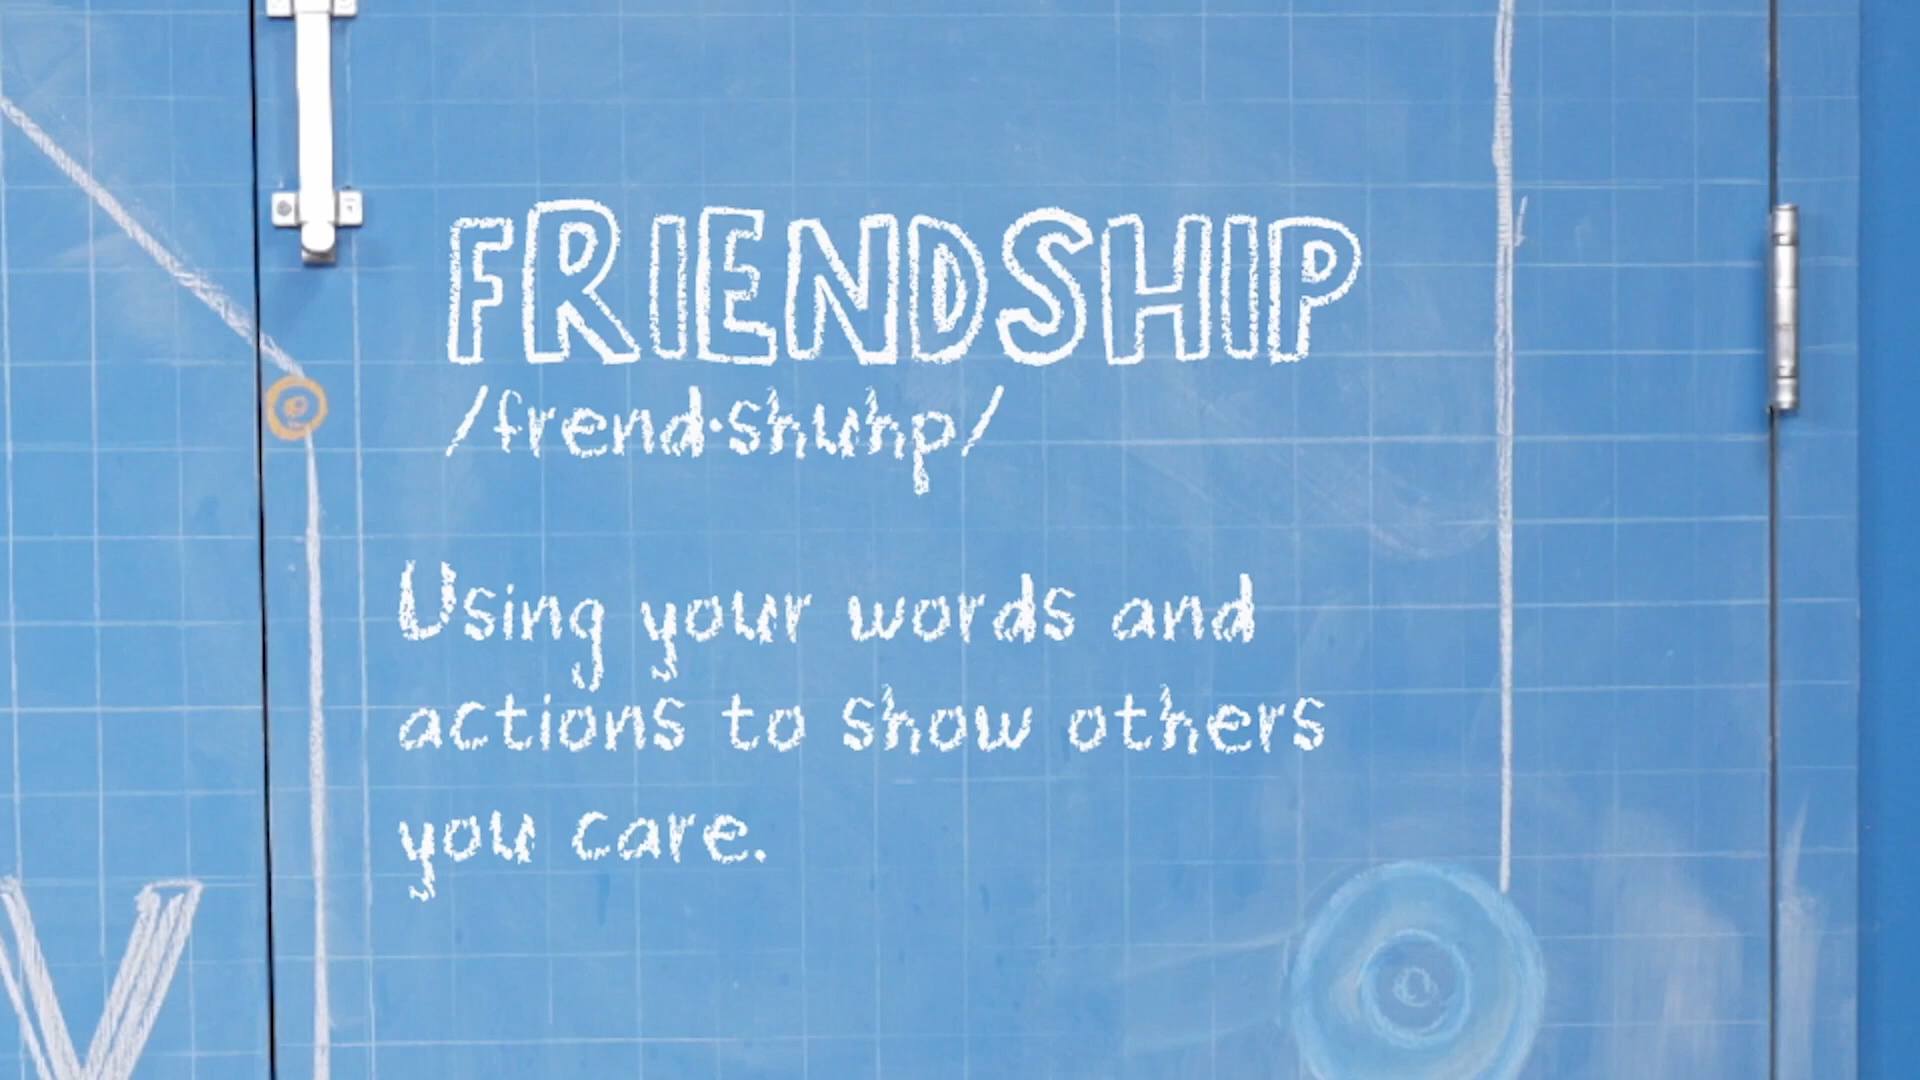 FRIENDSHIP
/frend·shuhp/
Using your words and
actions to show others
you care.